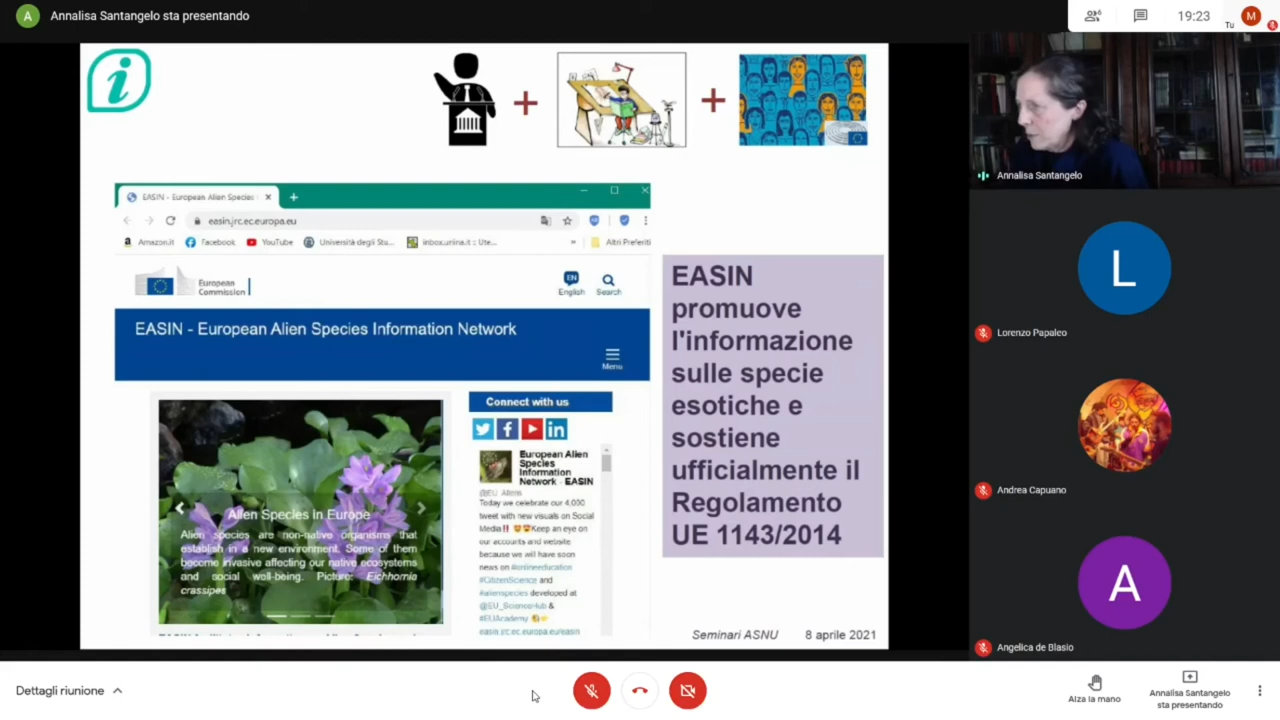 A
Annalisa Santangelo sta presentando
6
19:23
Tu
M
i
EASIN - European Alien Species
easin.jrc.ec.europa.eu
Amazon.it
Facebook
YouTube
Università degli Stu...
inbox.unina.it :: Ute...
»
Altri Preferiti
European
Commission
EN
English
Search
EASIN - European Alien Species Information Network
Menu
Alien Species in Europe
Alien species are non-native organisms that
establish in a new environment. Some of them
become invasive affecting our native ecosystems
and social well-being. Picture: Eichhornia
crassipes
Connect with us
European Alien
Species
Information
Network - EASIN
@EU_Aliens
Today we celebrate our 4,000
tweet with new visuals on Social
Media‼ 😍😍Keep an eye on
our accounts and website
because we will have soon
news on #onlineeducation
#CitizenScience and
#alienspecies developed at
@EU_ScienceHub &
#EUAcademy
easin.jrc.ec.europa.eu/easin
EASIN
promuove
l'informazione
sulle specie
esotiche e
sostiene
ufficialmente il
Regolamento
UE 1143/2014
Seminari ASNU 8 aprile 2021
Annalisa Santangelo
L
Lorenzo Papaleo
Andrea Capuano
A
Angelica de Blasio
Dettagli riunione
Alza la mano
Annalisa Santangelo
sta presentando